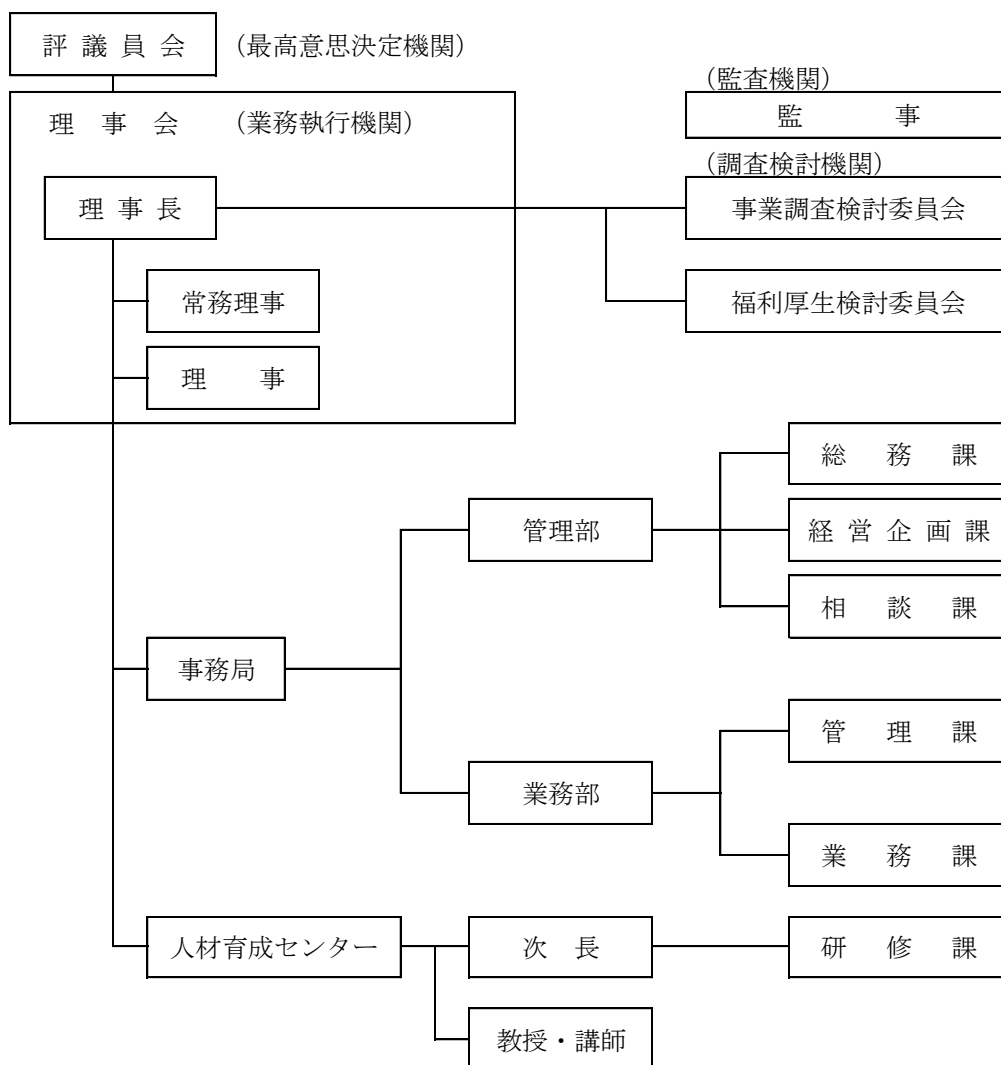 評議員会 (最高意思決定機関)
(監査機関)
理事会 (業務執行機関)
監事
(調査検討機関)
理事長
事業調査検討委員会
常務理事
福利厚生検討委員会
理事
総務課
管理部
経営企画課
相談課
事務局
管理課
業務部
業務課
人材育成センター
次長
研修課
教授・講師